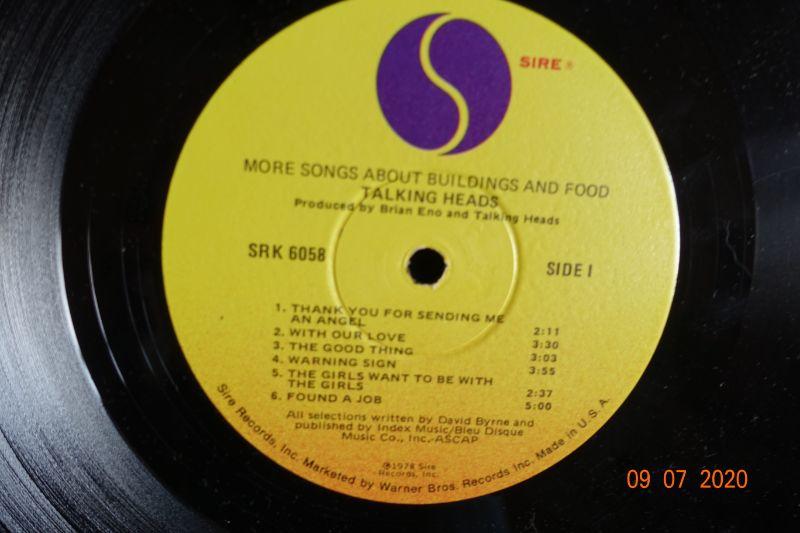 SIRE®
MORE SONGS ABOUT BUILDINGS AND FOOD
TALKING HEADS
Produced by Brian Eno and Talking Heads
SRK 6058
SIDE I
1. THANK YOU FOR SENDING ME
AN ANGEL 2:11
2. WITH OUR LOVE 3:30
3. THE GOOD THING 3:03
4. WARNING SIGN 3:55
5. THE GIRLS WANT TO BE WITH
THE GIRLS 2:37
6. FOUND A JOB 5:00
All selections written by David Byrne and
published by Index Music/Bleu Disque
Music Co., Inc. ASCAP
℗1978 Sire
Records, Inc.
Sire Records, Inc. Marketed by Warner Bros. Records Inc. Made in U.S.A.
09 07 2020